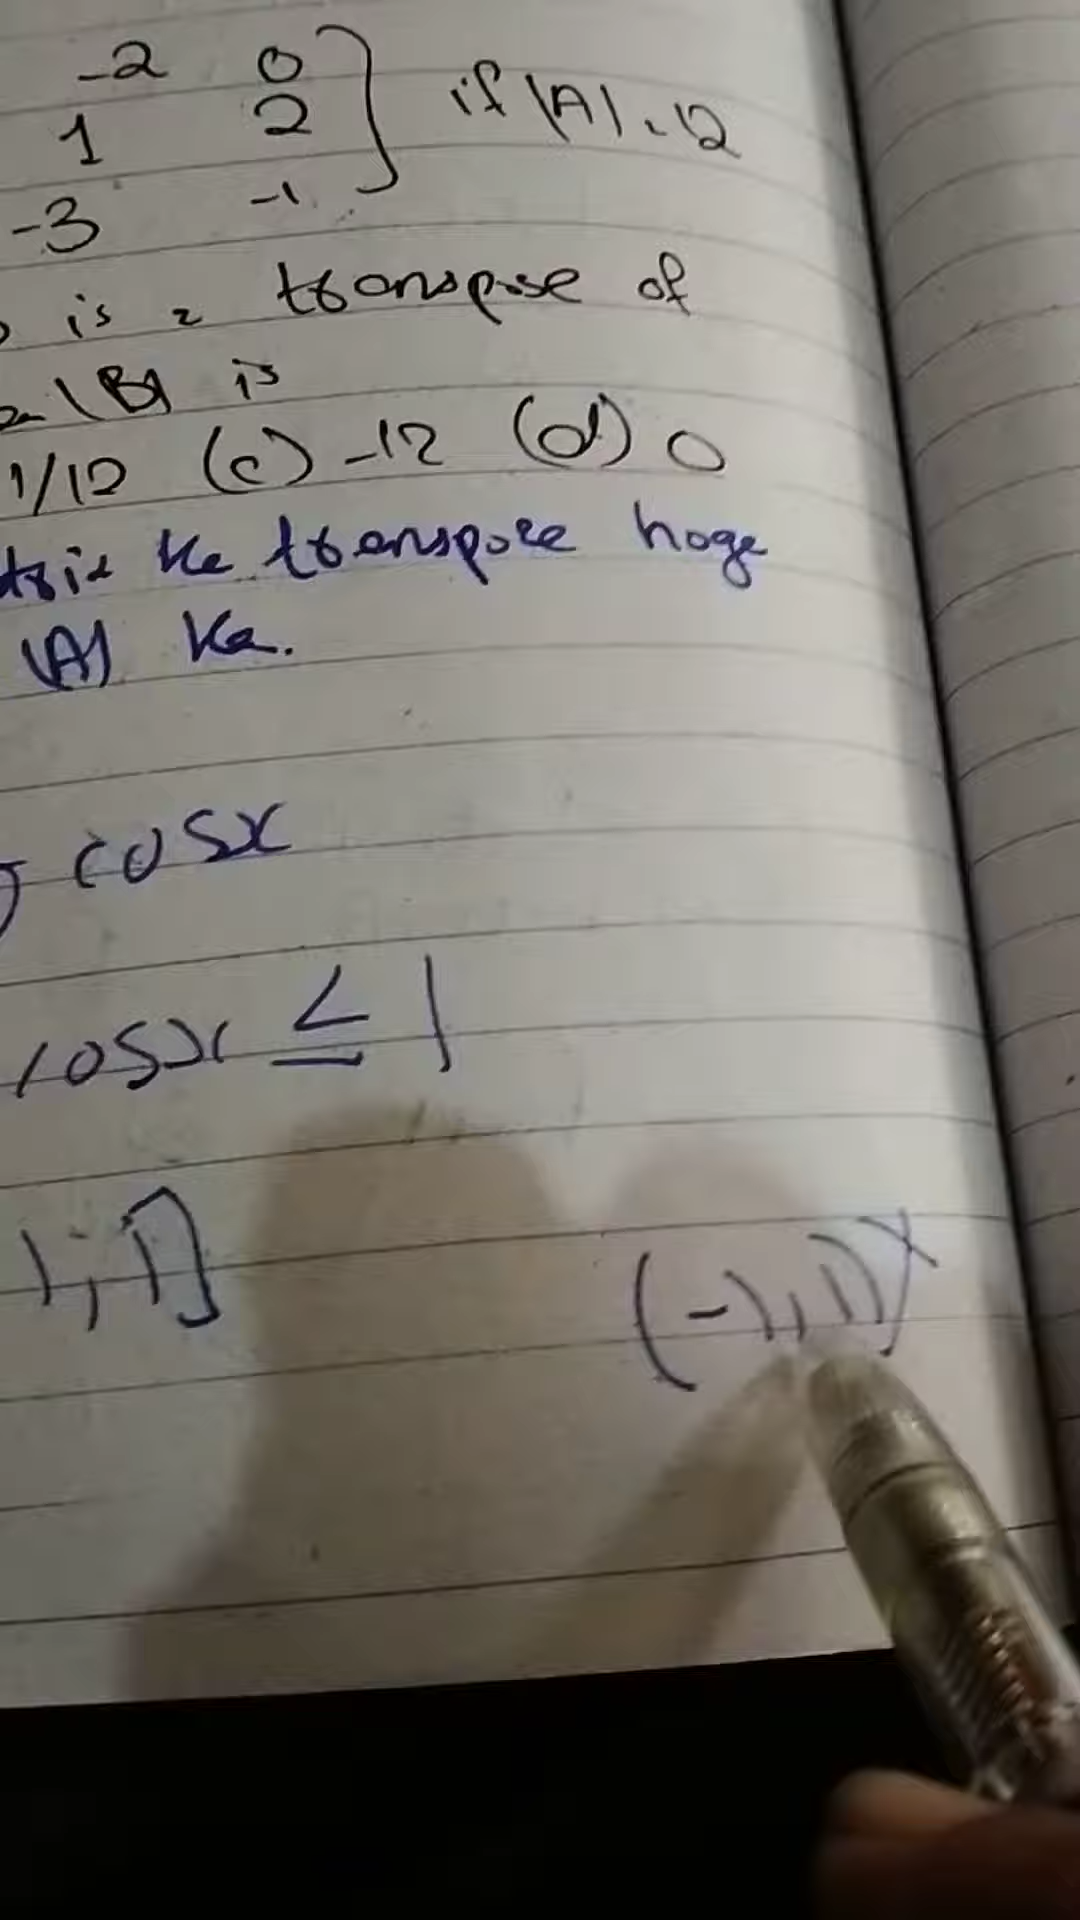 -2 0
1 2 if |A| = 12
-3 -1
is a transpose of
|B| is
1/12 (c) -12 (d) 0
Ke transpose hoge
|A| Ka.
cosx
cosx ≤ 1
1, 1]
(-1, 1) x